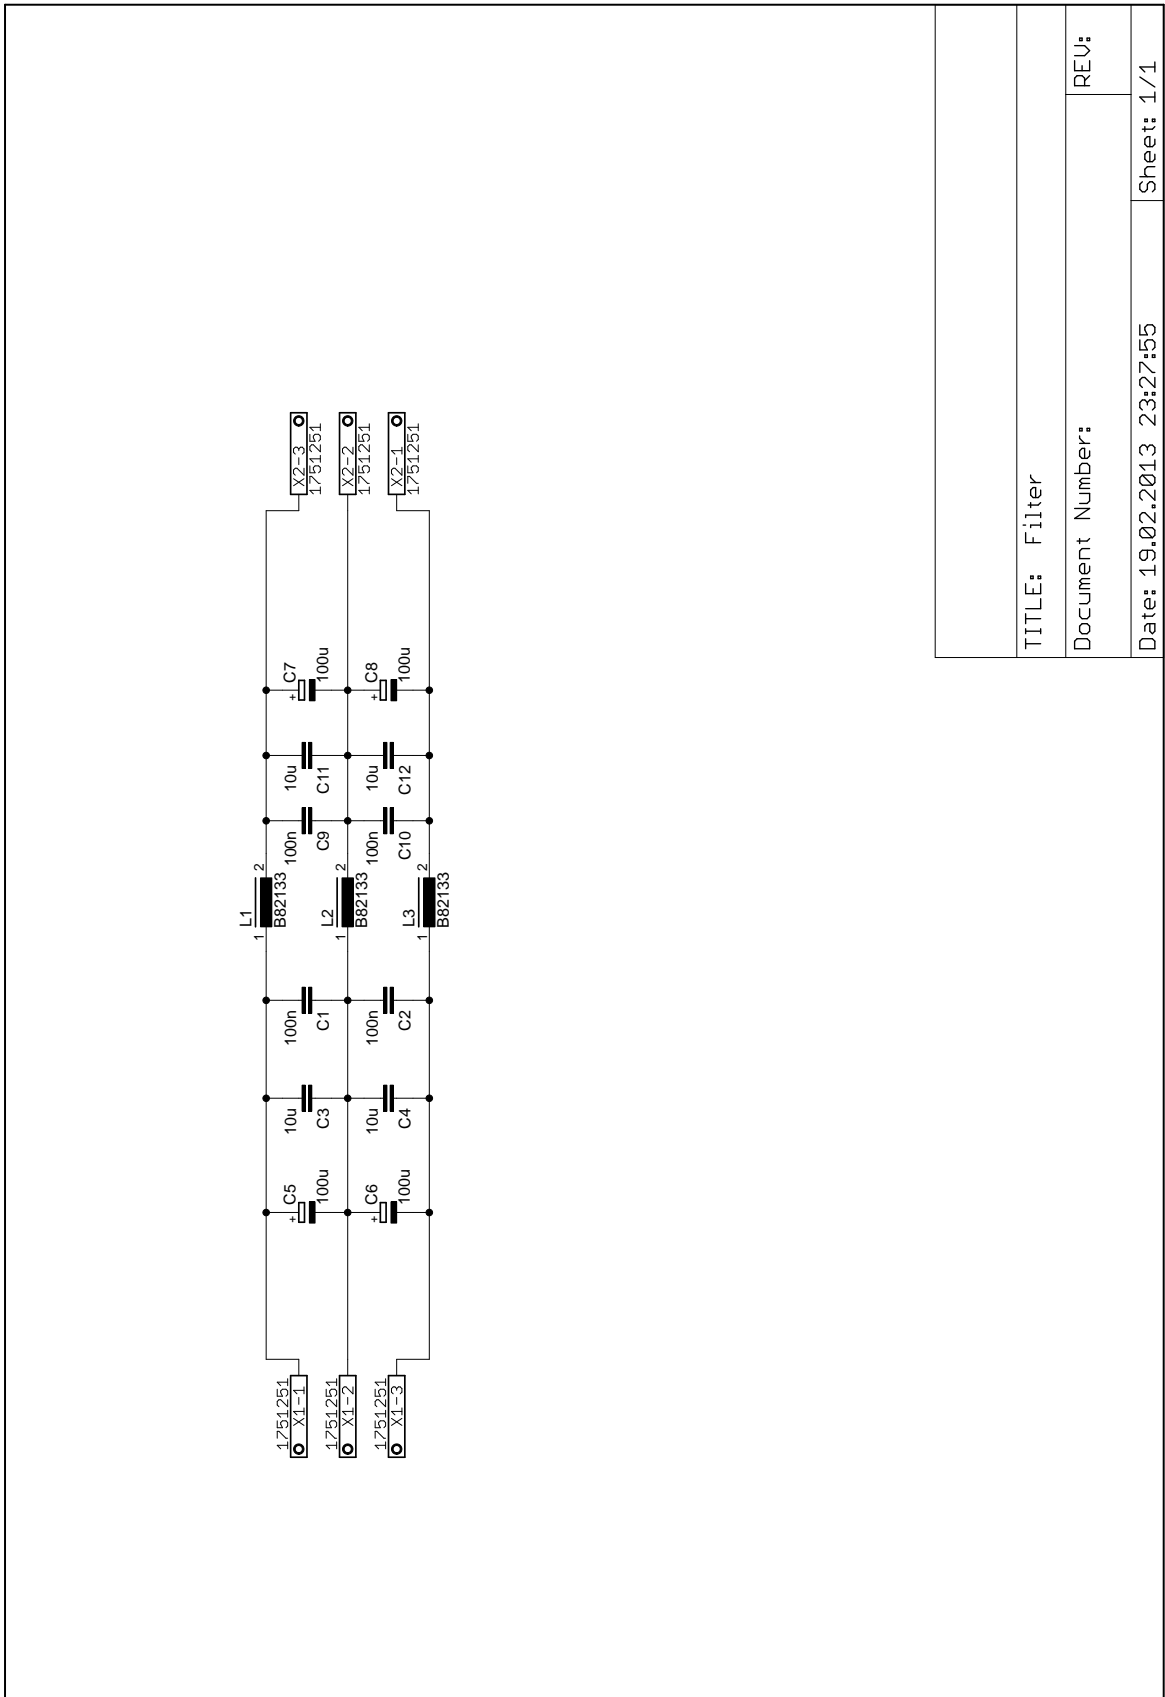 1751251
X1-1
1751251
X1-2
1751251
X1-3
C5
+
100u
C6
+
100u
10u
C3
10u
C4
100n
C1
100n
C2
L1
1 2
B82133
L2
1 2
B82133
L3
1 2
B82133
100n
C9
100n
C10
10u
C11
10u
C12
C7
+
100u
C8
+
100u
X2-3
1751251
X2-2
1751251
X2-1
1751251
TITLE: Filter
Document Number:
REV:
Date: 19.02.2013 23:27:55
Sheet: 1/1